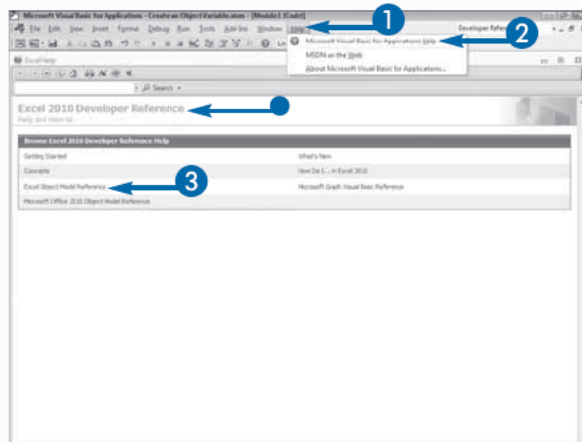 Microsoft Visual Basic for Applications - Create an Object Variable.xlsm - [Module1 (Code)]
File Edit View Insert Format Debug Run Tools Add-Ins Window Help
Developer Refer
1
Microsoft Visual Basic for Applications Help
2
MSDN on the Web
About Microsoft Visual Basic for Applications...
Ln
Excel Help
Search
Excel 2010 Developer Reference
Help and How-to
Browse Excel 2010 Developer Reference Help
Getting Started
What's New
Concepts
How Do I... in Excel 2010
Excel Object Model Reference
3
Microsoft Graph Visual Basic Reference
Microsoft Office 2010 Object Model Reference